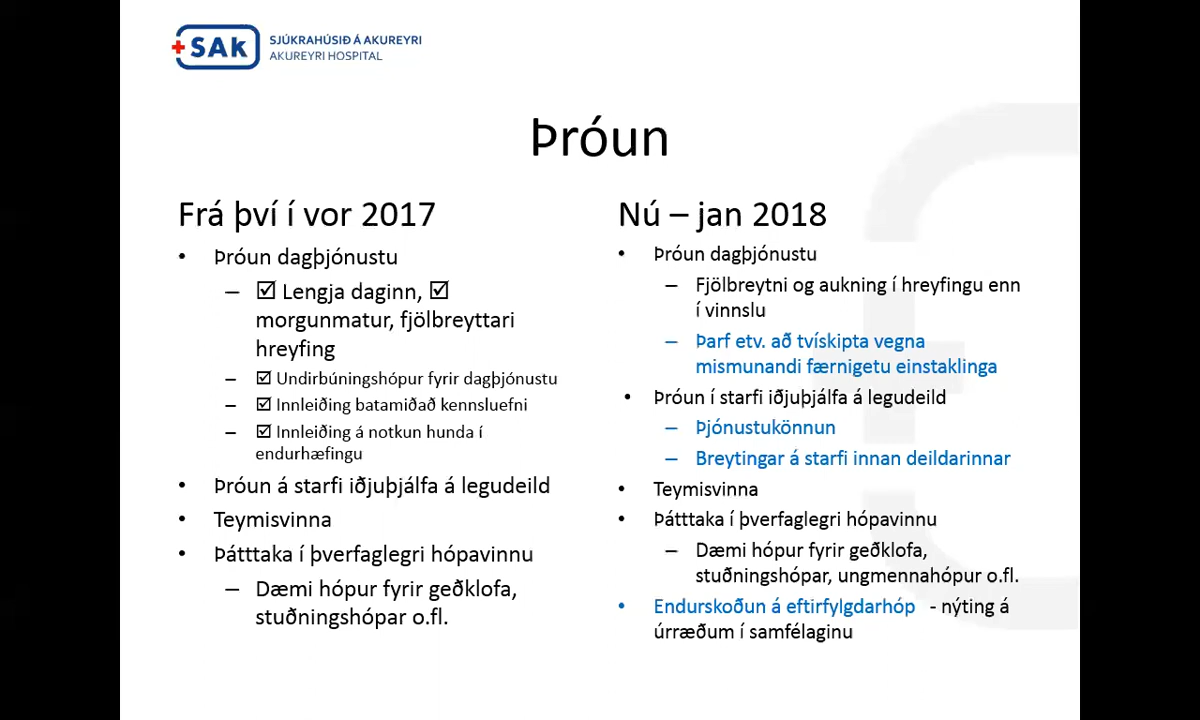 SAk
SJÚKRAHÚSIÐ Á AKUREYRI
AKUREYRI HOSPITAL
Þróun
Frá því í vor 2017
• Þróun dagþjónustu
– ☑ Lengja daginn, ☑
morgunmatur, fjölbreyttari
hreyfing
– ☑ Undirbúningshópur fyrir dagþjónustu
– ☑ Innleiðing batamiðað kennsluefni
– ☑ Innleiðing á notkun hunda í
endurhæfingu
• Þróun á starfi iðjuþjálfa á legudeild
• Teymisvinna
• Þátttaka í þverfaglegri hópavinnu
– Dæmi hópur fyrir geðklofa,
stuðningshópar o.fl.
Nú – jan 2018
• Þróun dagþjónustu
– Fjölbreytni og aukning í hreyfingu enn
í vinnslu
– Þarf etv. að tvískipta vegna
mismunandi færnigetu einstaklinga
• Þróun í starfi iðjuþjálfa á legudeild
– Þjónustukönnun
– Breytingar á starfi innan deildarinnar
• Teymisvinna
• Þátttaka í þverfaglegri hópavinnu
– Dæmi hópur fyrir geðklofa,
stuðningshópar, ungmennahópur o.fl.
• Endurskoðun á eftirfylgdarhóp - nýting á
úrræðum í samfélaginu